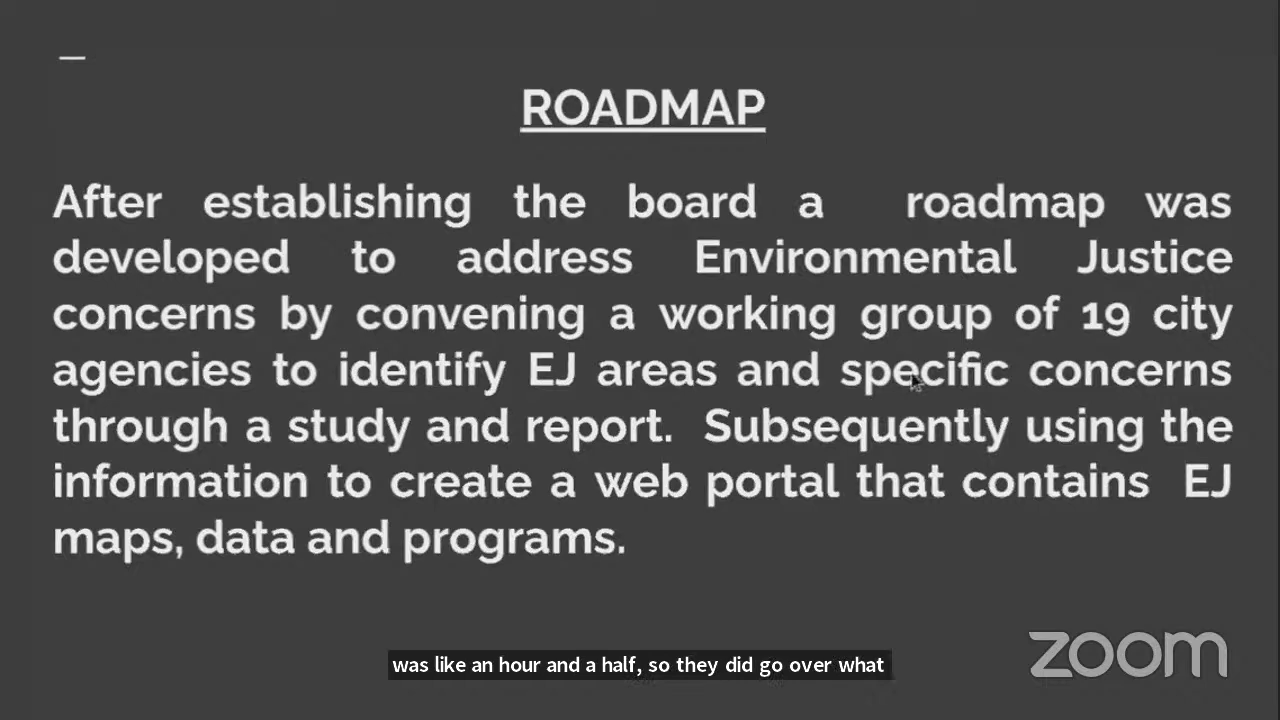 ROADMAP
After establishing the board a roadmap was
developed to address Environmental Justice
concerns by convening a working group of 19 city
agencies to identify EJ areas and specific concerns
through a study and report. Subsequently using the
information to create a web portal that contains EJ
maps, data and programs.
was like an hour and a half, so they did go over what
zoom